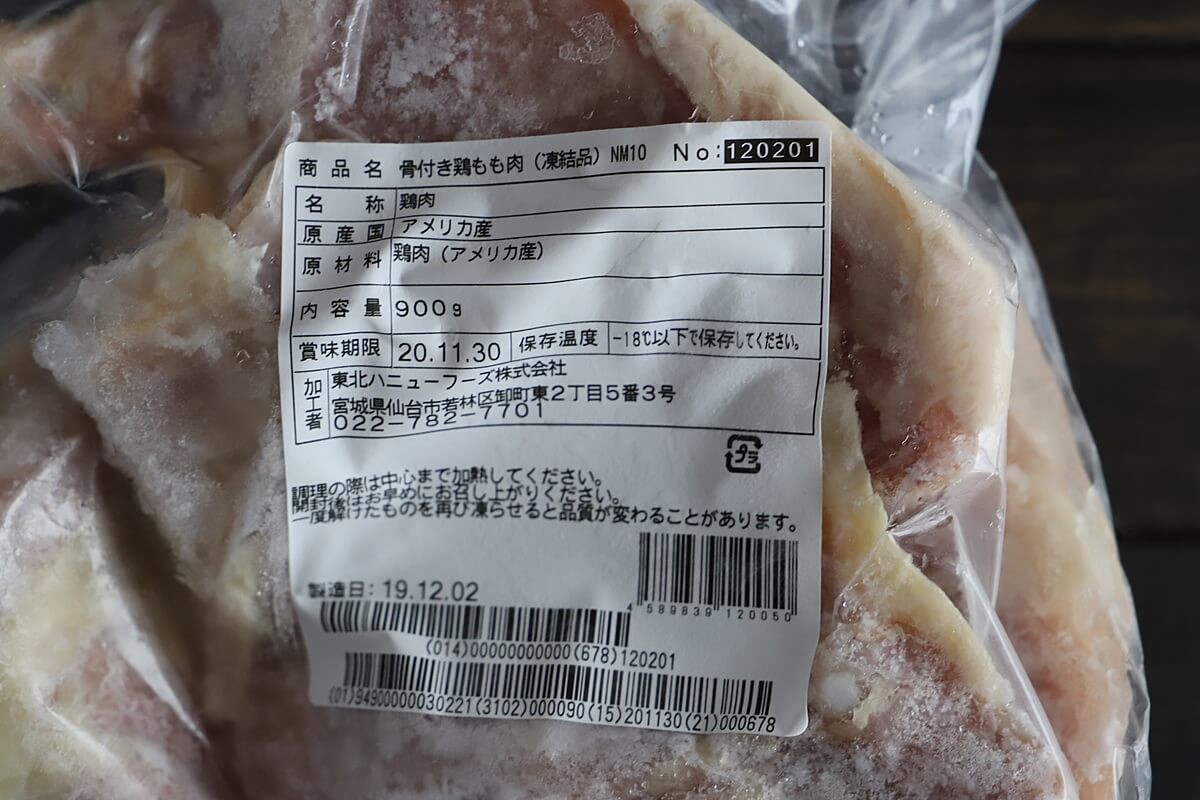 商品名 骨付き鶏もも肉（凍結品）NM10 No:120201
名称 鶏肉
原産国 アメリカ産
原材料 鶏肉（アメリカ産）
内容量 900g
賞味期限 20.11.30 保存温度 -18℃以下で保存してください。
加工者 東北ハニューフーズ株式会社
宮城県仙台市若林区卸町東2丁目5番3号
022-782-7701
プラ
調理の際は中心まで加熱してください。
開封後はお早めにお召し上がりください。
一度解けたものを再び凍らせると品質が変わることがあります。
製造日:19.12.02
4 589839 120050
(014)00000000000(678)120201
(01)94900000030221(3102)000090(15)201130(21)000678